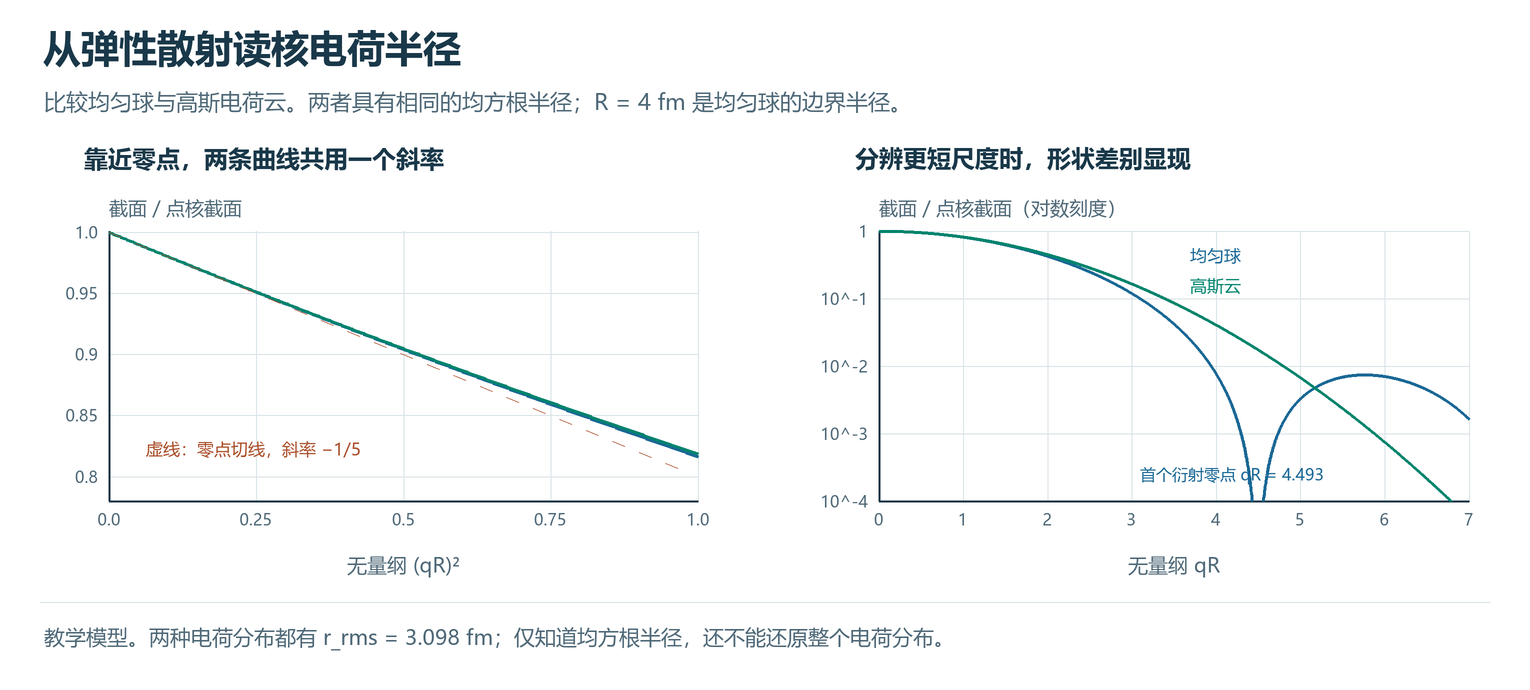 从弹性散射读核电荷半径
比较均匀球与高斯电荷云。两者具有相同的均方根半径；R = 4 fm 是均匀球的边界半径。
靠近零点，两条曲线共用一个斜率
截面 / 点核截面
1.0
0.95
0.9
0.85
0.8
虚线：零点切线，斜率 −1/5
0.0
0.25
0.5
0.75
1.0
无量纲 (qR)²
分辨更短尺度时，形状差别显现
截面 / 点核截面（对数刻度）
1
10^-1
10^-2
10^-3
10^-4
均匀球
高斯云
首个衍射零点 qR = 4.493
0
1
2
3
4
5
6
7
无量纲 qR
教学模型。两种电荷分布都有 r_rms = 3.098 fm；仅知道均方根半径，还不能还原整个电荷分布。